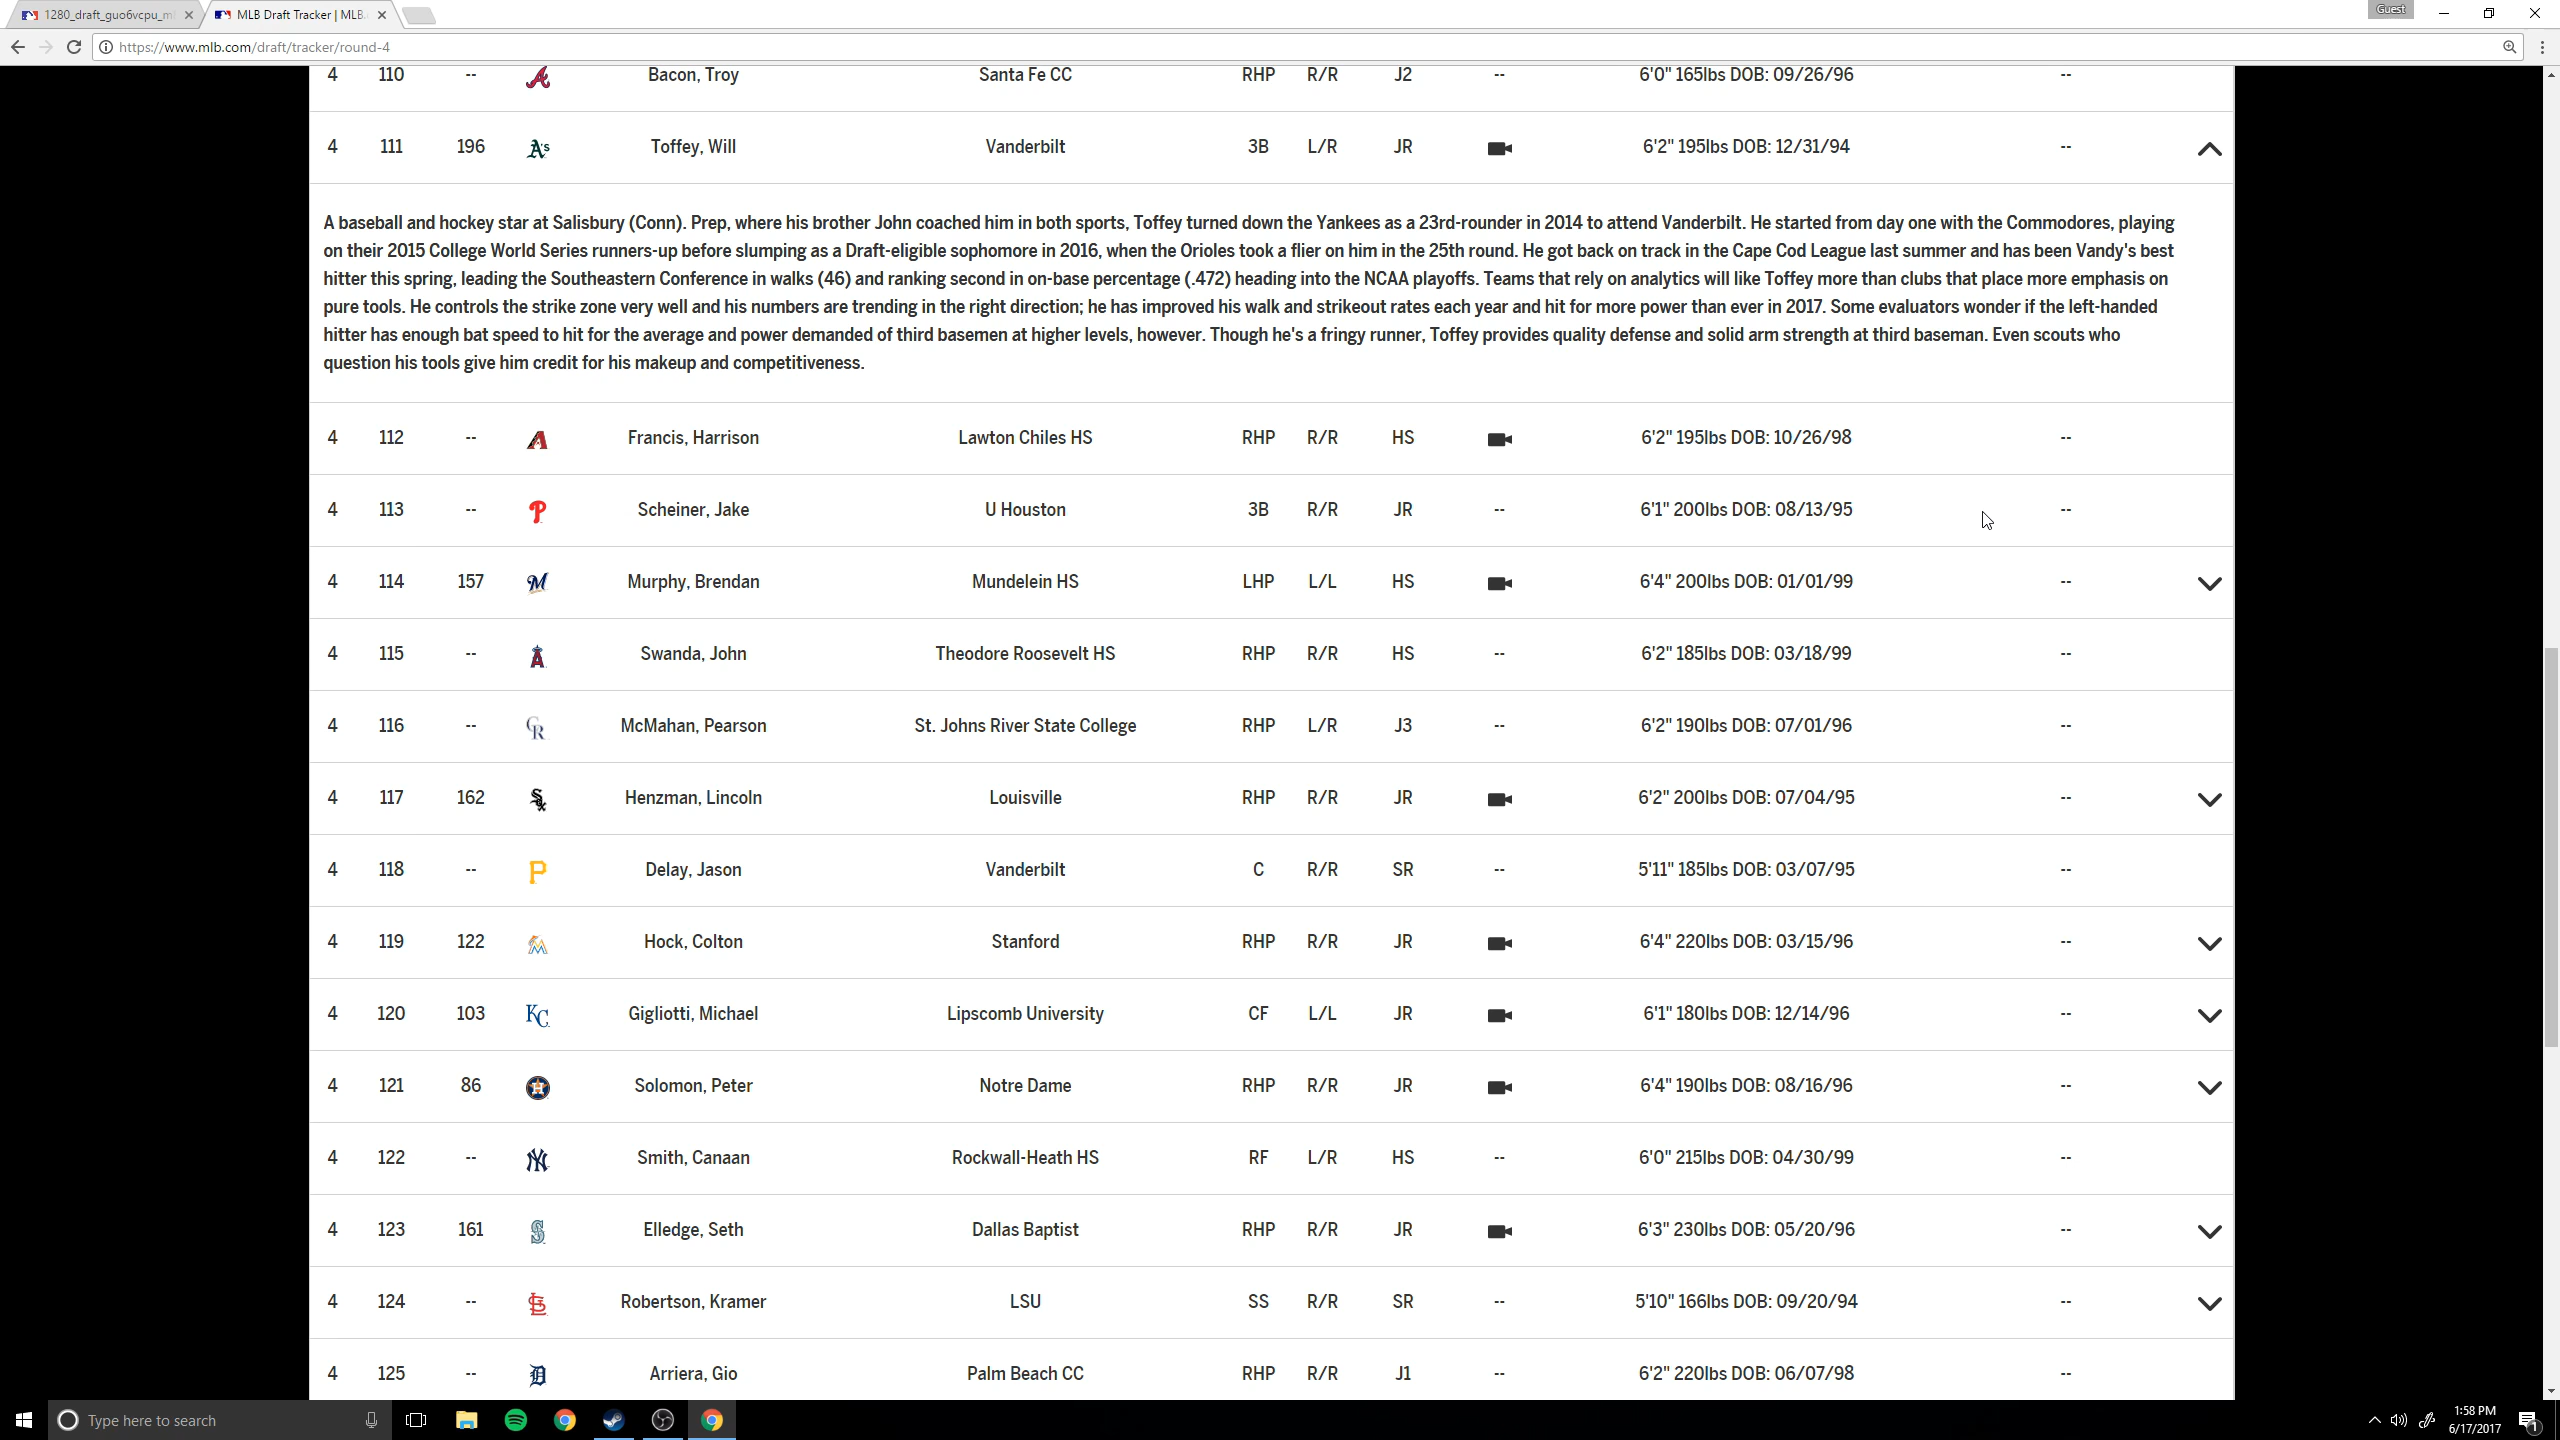 1280_draft_guo6vcpu_m
MLB Draft Tracker | MLB.
Guest
https://www.mlb.com/draft/tracker/round-4
4 110 -- A Bacon, Troy Santa Fe CC RHP R/R J2 -- 6'0" 165lbs DOB: 09/26/96 --
4 111 196 A's Toffey, Will Vanderbilt 3B L/R JR 6'2" 195lbs DOB: 12/31/94 --
A baseball and hockey star at Salisbury (Conn). Prep, where his brother John coached him in both sports, Toffey turned down the Yankees as a 23rd-rounder in 2014 to attend Vanderbilt. He started from day one with the Commodores, playing
on their 2015 College World Series runners-up before slumping as a Draft-eligible sophomore in 2016, when the Orioles took a flier on him in the 25th round. He got back on track in the Cape Cod League last summer and has been Vandy's best
hitter this spring, leading the Southeastern Conference in walks (46) and ranking second in on-base percentage (.472) heading into the NCAA playoffs. Teams that rely on analytics will like Toffey more than clubs that place more emphasis on
pure tools. He controls the strike zone very well and his numbers are trending in the right direction; he has improved his walk and strikeout rates each year and hit for more power than ever in 2017. Some evaluators wonder if the left-handed
hitter has enough bat speed to hit for the average and power demanded of third basemen at higher levels, however. Though he's a fringy runner, Toffey provides quality defense and solid arm strength at third baseman. Even scouts who
question his tools give him credit for his makeup and competitiveness.
4 112 -- A Francis, Harrison Lawton Chiles HS RHP R/R HS 6'2" 195lbs DOB: 10/26/98 --
4 113 -- P Scheiner, Jake U Houston 3B R/R JR -- 6'1" 200lbs DOB: 08/13/95 --
4 114 157 M Murphy, Brendan Mundelein HS LHP L/L HS 6'4" 200lbs DOB: 01/01/99 --
4 115 -- A Swanda, John Theodore Roosevelt HS RHP R/R HS -- 6'2" 185lbs DOB: 03/18/99 --
4 116 -- CR McMahan, Pearson St. Johns River State College RHP L/R J3 -- 6'2" 190lbs DOB: 07/01/96 --
4 117 162 Sox Henzman, Lincoln Louisville RHP R/R JR 6'2" 200lbs DOB: 07/04/95 --
4 118 -- P Delay, Jason Vanderbilt C R/R SR -- 5'11" 185lbs DOB: 03/07/95 --
4 119 122 M Hock, Colton Stanford RHP R/R JR 6'4" 220lbs DOB: 03/15/96 --
4 120 103 KC Gigliotti, Michael Lipscomb University CF L/L JR 6'1" 180lbs DOB: 12/14/96 --
4 121 86 H Solomon, Peter Notre Dame RHP R/R JR 6'4" 190lbs DOB: 08/16/96 --
4 122 -- NY Smith, Canaan Rockwall-Heath HS RF L/R HS -- 6'0" 215lbs DOB: 04/30/99 --
4 123 161 S Elledge, Seth Dallas Baptist RHP R/R JR 6'3" 230lbs DOB: 05/20/96 --
4 124 -- STL Robertson, Kramer LSU SS R/R SR -- 5'10" 166lbs DOB: 09/20/94 --
4 125 -- D Arriera, Gio Palm Beach CC RHP R/R J1 -- 6'2" 220lbs DOB: 06/07/98 --
Type here to search
1:58 PM
6/17/2017
1